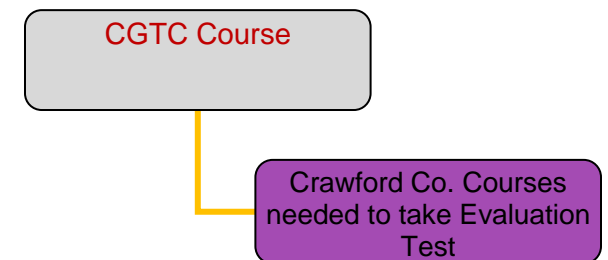 CGTC Course
Crawford Co. Courses
needed to take Evaluation
Test